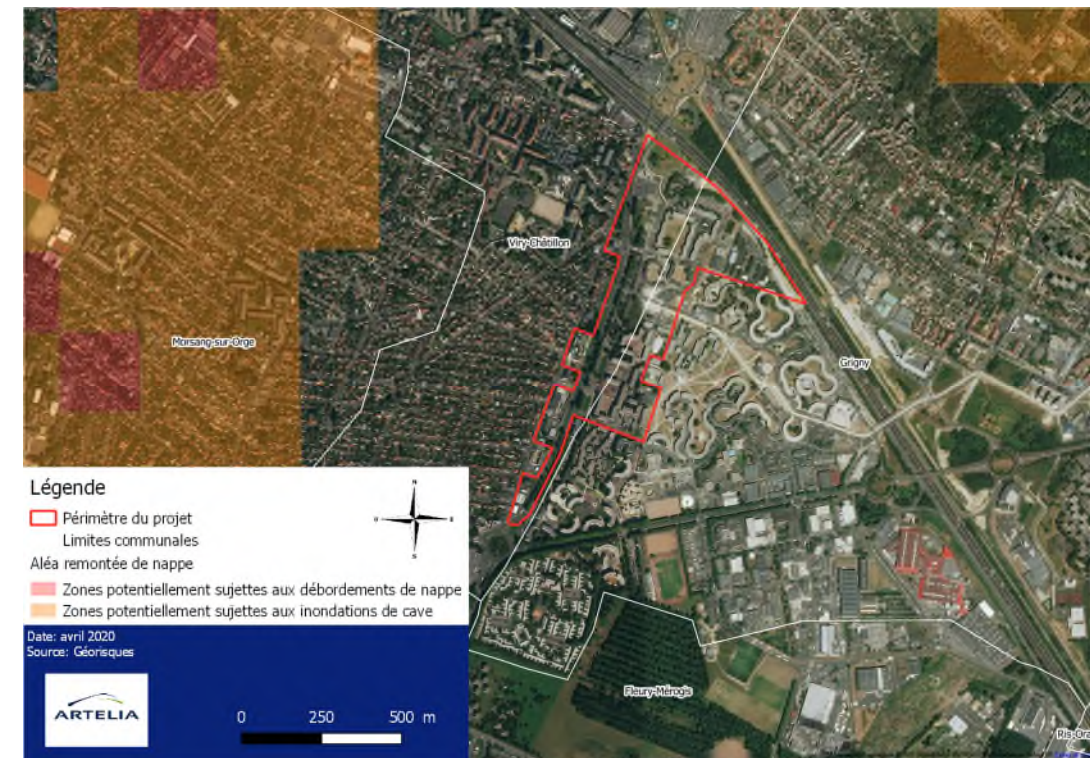 Viry-Châtillon
Morsang-sur-Orge
Grigny
Fleury-Mérogis
Légende
N
O
E
S
Périmètre du projet
Limites communales
Aléa remontée de nappe
Zones potentiellement sujettes aux débordements de nappe
Zones potentiellement sujettes aux inondations de cave
Date: avril 2020
Source: Géorisques
ARTELIA
0 250 500 m
Ris-Ora